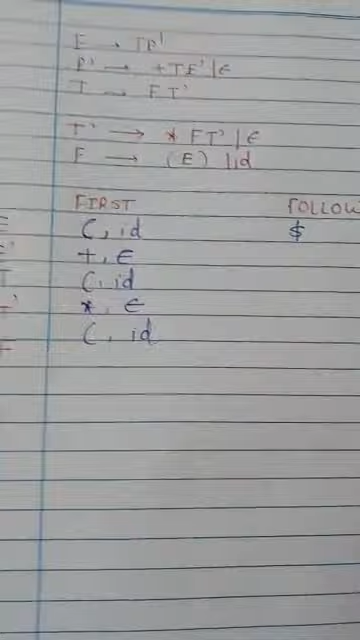 E → TE'
E' → +TE' | ε
T → FT'
T' → * FT' | ε
F → (E) | id
FIRST FOLLOW
E (, id $
E' +, ε
T (, id
T' *, ε
F (, id